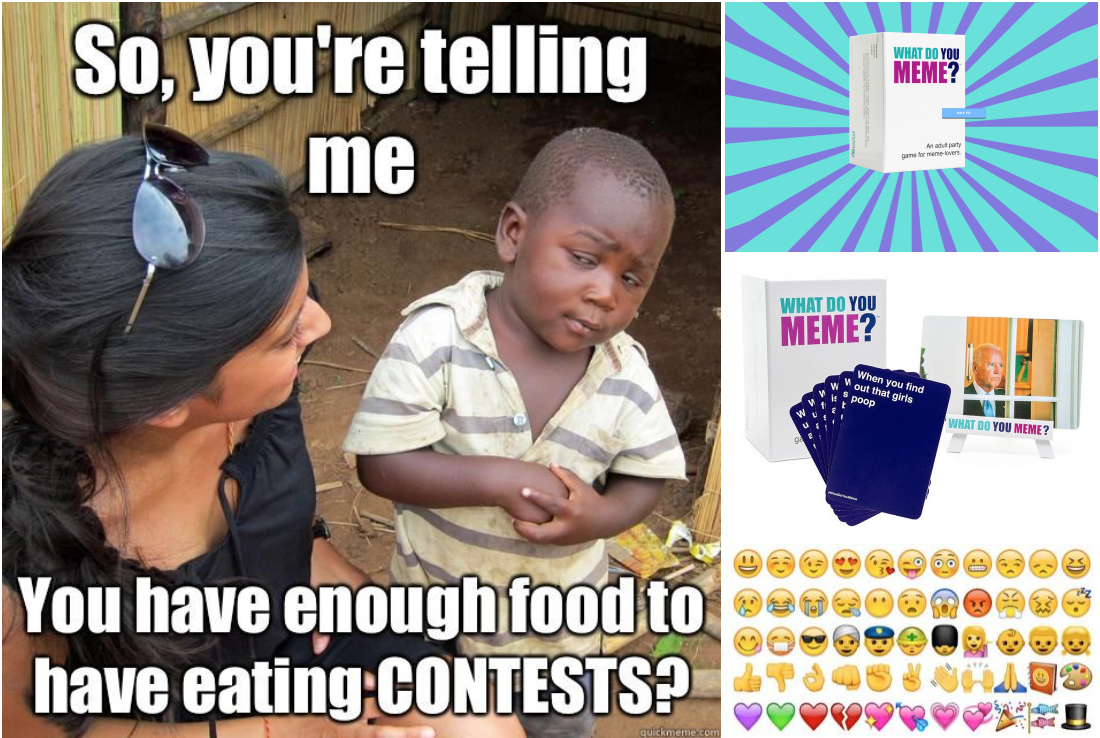 So, you're telling
me
You have enough food to
have eating CONTESTS?
quickmeme.com
WHAT DO YOU
MEME?
An adult party
game for meme-lovers.
WHAT DO YOU
MEME?
When you find
out that girls
poop
WHAT DO YOU MEME?